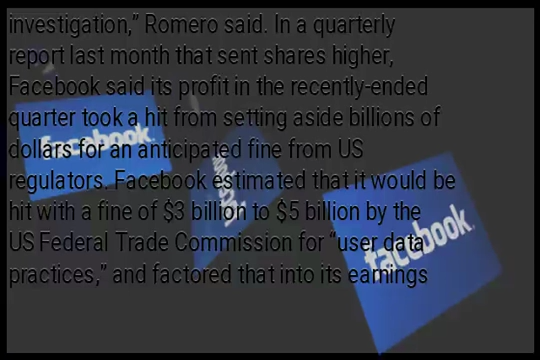 investigation,” Romero said. In a quarterly
report last month that sent shares higher,
Facebook said its profit in the recently-ended
quarter took a hit from setting aside billions of
dollars for an anticipated fine from US
regulators. Facebook estimated that it would be
hit with a fine of $3 billion to $5 billion by the
US Federal Trade Commission for “user data
practices,” and factored that into its earnings
facebook
facebook
facebook